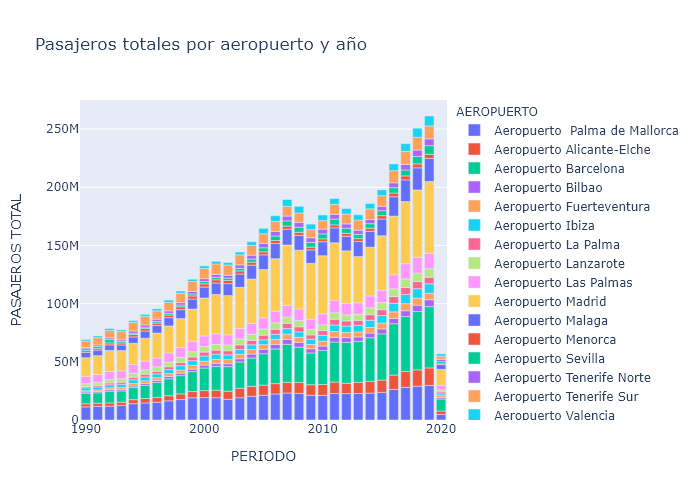 Pasajeros totales por aeropuerto y año
AEROPUERTO
Aeropuerto  Palma de Mallorca
Aeropuerto Alicante-Elche
Aeropuerto Barcelona
Aeropuerto Bilbao
Aeropuerto Fuerteventura
Aeropuerto Ibiza
Aeropuerto La Palma
Aeropuerto Lanzarote
Aeropuerto Las Palmas
Aeropuerto Madrid
Aeropuerto Malaga
Aeropuerto Menorca
Aeropuerto Sevilla
Aeropuerto Tenerife Norte
Aeropuerto Tenerife Sur
Aeropuerto Valencia
PASAJEROS TOTAL
250M
200M
150M
100M
50M
0
1990
2000
2010
2020
PERIODO